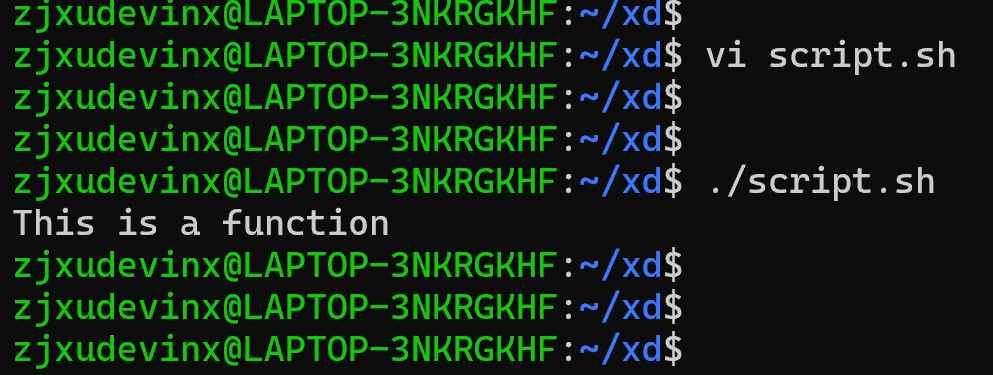 zjxudevinx@LAPTOP-3NKRGKHF:~/xd$
zjxudevinx@LAPTOP-3NKRGKHF:~/xd$ vi script.sh
zjxudevinx@LAPTOP-3NKRGKHF:~/xd$
zjxudevinx@LAPTOP-3NKRGKHF:~/xd$
zjxudevinx@LAPTOP-3NKRGKHF:~/xd$ ./script.sh
This is a function
zjxudevinx@LAPTOP-3NKRGKHF:~/xd$
zjxudevinx@LAPTOP-3NKRGKHF:~/xd$
zjxudevinx@LAPTOP-3NKRGKHF:~/xd$